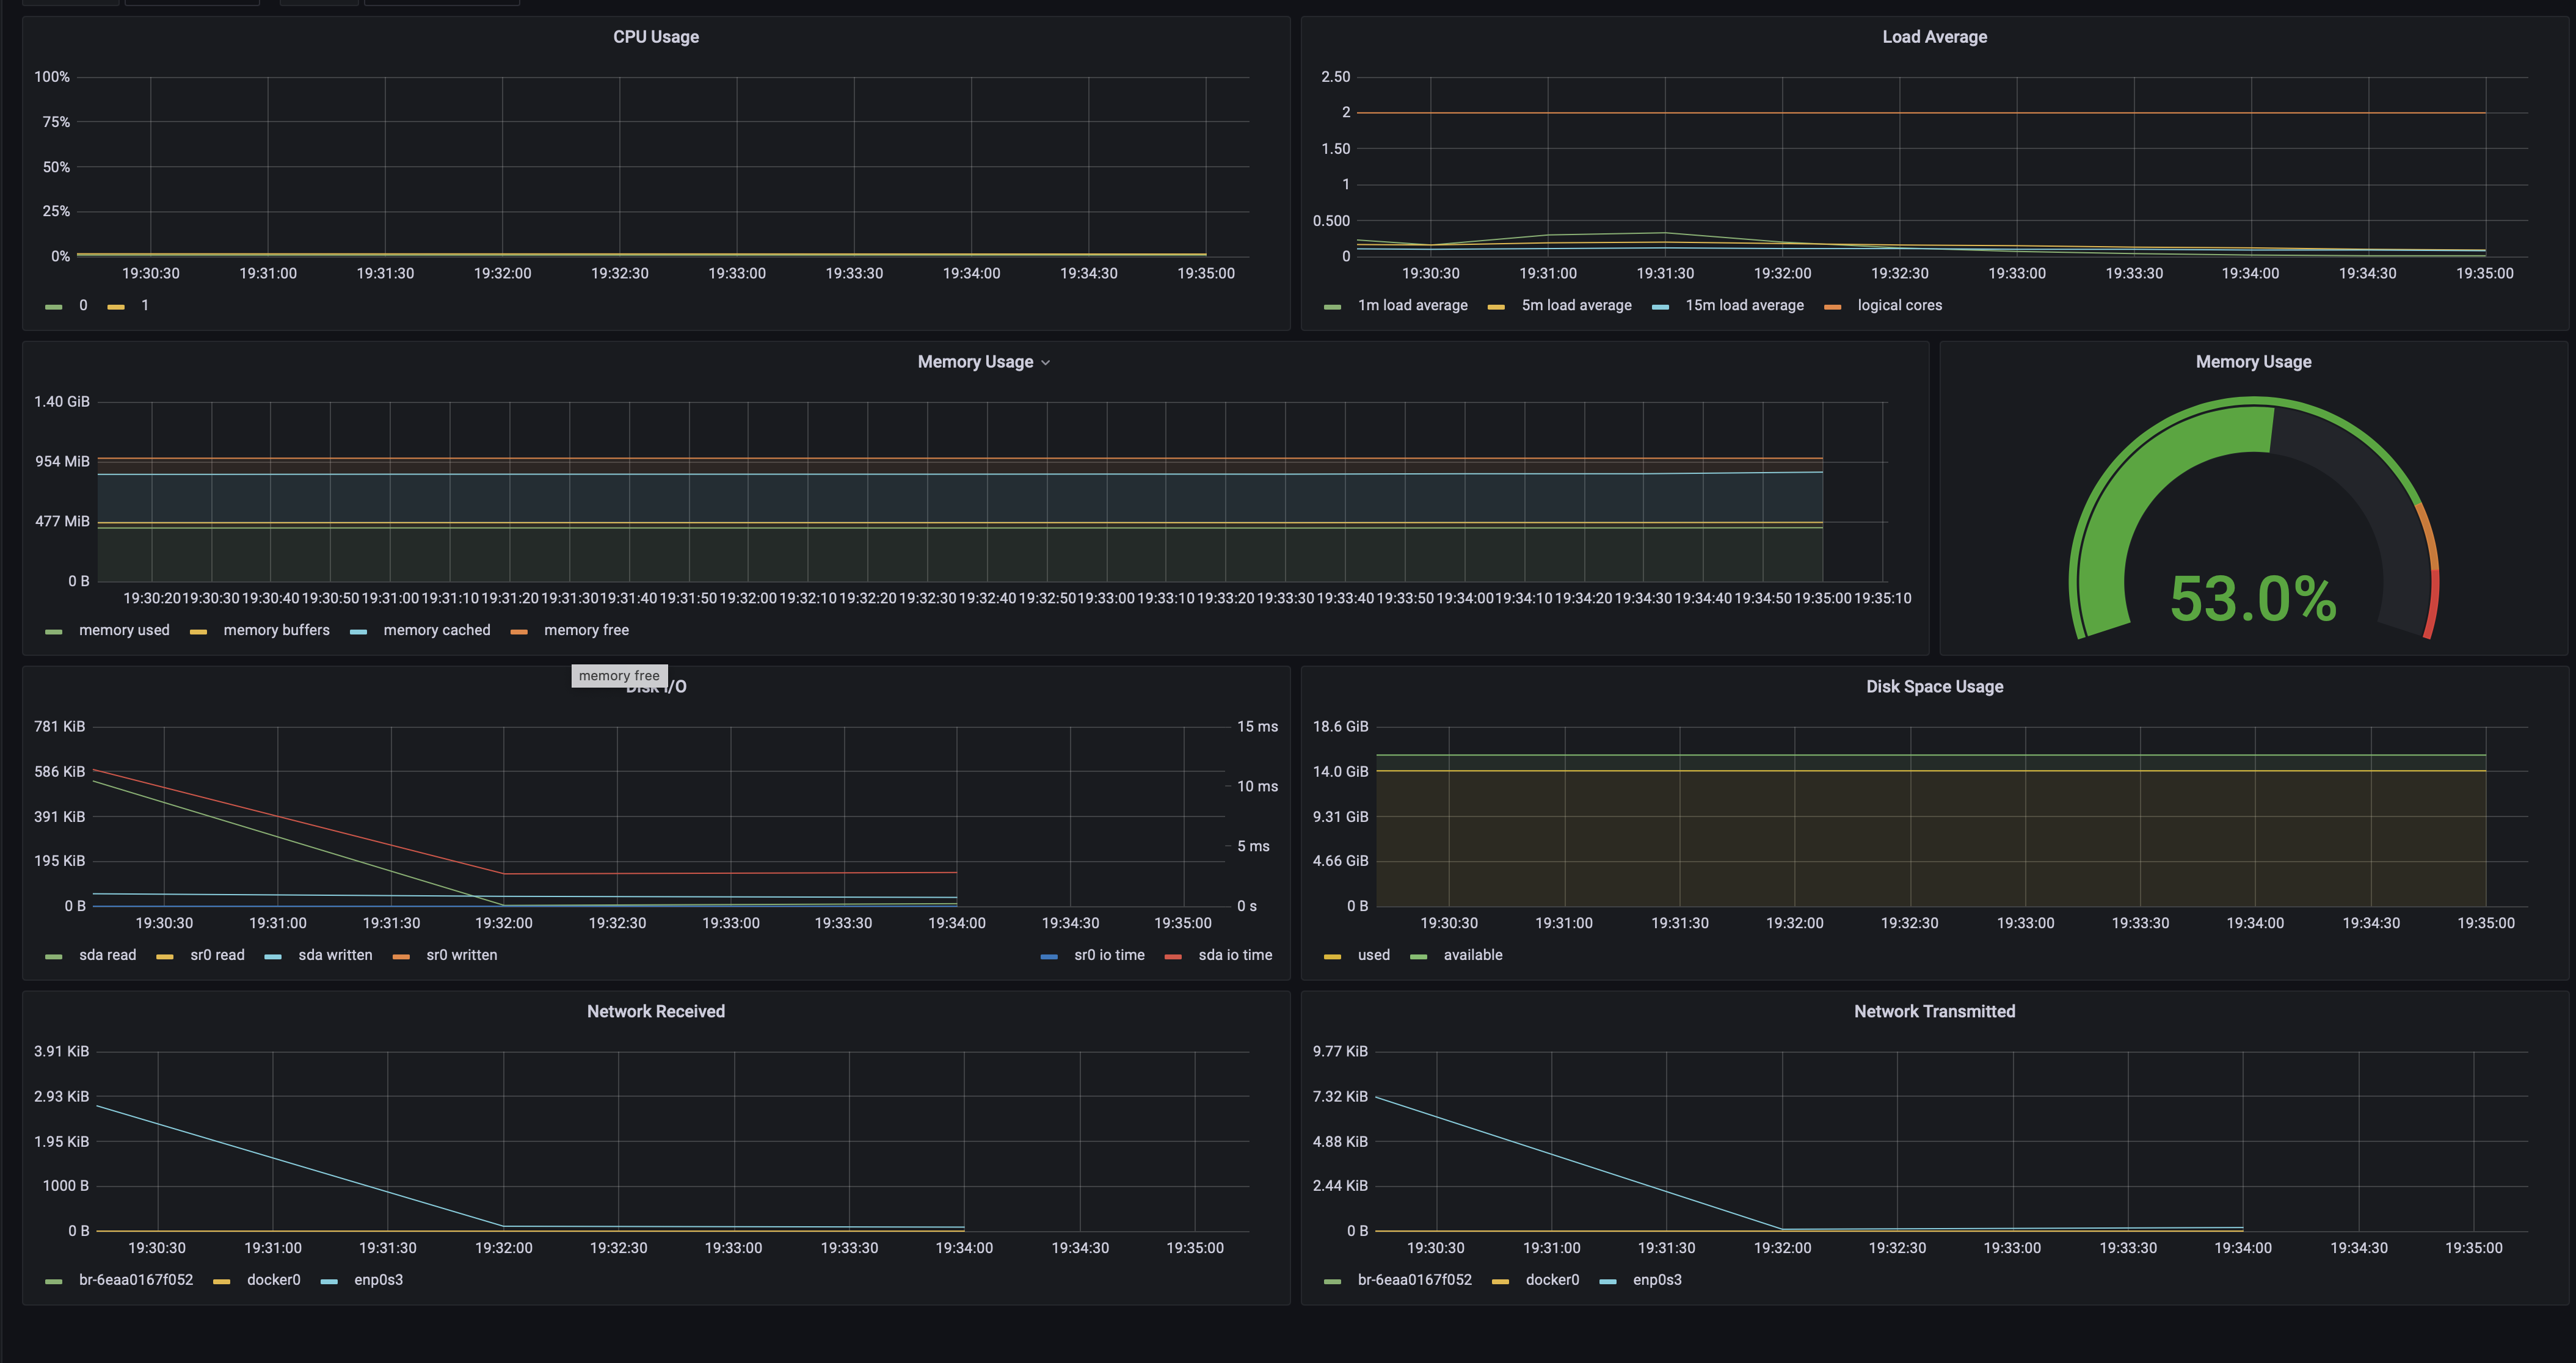 CPU Usage
100%
75%
50%
25%
0%
19:30:30 19:31:00 19:31:30 19:32:00 19:32:30 19:33:00 19:33:30 19:34:00 19:34:30 19:35:00
0 1
Load Average
2.50
2
1.50
1
0.500
0
19:30:30 19:31:00 19:31:30 19:32:00 19:32:30 19:33:00 19:33:30 19:34:00 19:34:30 19:35:00
1m load average 5m load average 15m load average logical cores
Memory Usage
1.40 GiB
954 MiB
477 MiB
0 B
19:30:20 19:30:30 19:30:40 19:30:50 19:31:00 19:31:10 19:31:20 19:31:30 19:31:40 19:31:50 19:32:00 19:32:10 19:32:20 19:32:30 19:32:40 19:32:50 19:33:00 19:33:10 19:33:20 19:33:30 19:33:40 19:33:50 19:34:00 19:34:10 19:34:20 19:34:30 19:34:40 19:34:50 19:35:00 19:35:10
memory used memory buffers memory cached memory free
Memory Usage
53.0%
memory free
Disk I/O
781 KiB
586 KiB
391 KiB
195 KiB
0 B
15 ms
10 ms
5 ms
0 s
19:30:30 19:31:00 19:31:30 19:32:00 19:32:30 19:33:00 19:33:30 19:34:00 19:34:30 19:35:00
sda read sr0 read sda written sr0 written sr0 io time sda io time
Disk Space Usage
18.6 GiB
14.0 GiB
9.31 GiB
4.66 GiB
0 B
19:30:30 19:31:00 19:31:30 19:32:00 19:32:30 19:33:00 19:33:30 19:34:00 19:34:30 19:35:00
used available
Network Received
3.91 KiB
2.93 KiB
1.95 KiB
1000 B
0 B
19:30:30 19:31:00 19:31:30 19:32:00 19:32:30 19:33:00 19:33:30 19:34:00 19:34:30 19:35:00
br-6eaa0167f052 docker0 enp0s3
Network Transmitted
9.77 KiB
7.32 KiB
4.88 KiB
2.44 KiB
0 B
19:30:30 19:31:00 19:31:30 19:32:00 19:32:30 19:33:00 19:33:30 19:34:00 19:34:30 19:35:00
br-6eaa0167f052 docker0 enp0s3